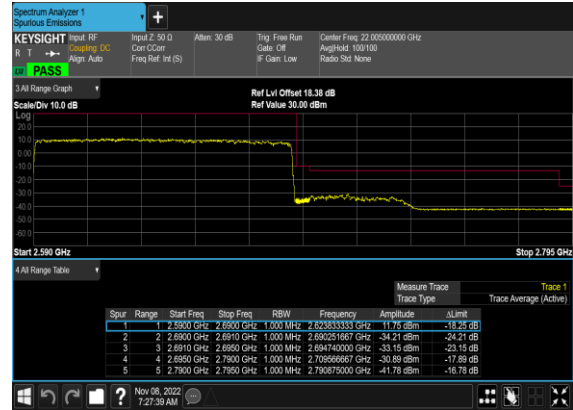 Spectrum Analyzer 1
Spurious Emissions
KEYSIGHT Input: RF Input Z: 50 Ω Atten: 30 dB Trig: Free Run Center Freq: 22.005000000 GHz
R T Coupling: DC Corr CCorr Gate: Off Avg|Hold: 100/100
Align: Auto Freq Ref: Int (S) IF Gain: Low Radio Std: None
PASS
3 All Range Graph
Ref Lvl Offset 18.38 dB
Scale/Div 10.0 dB Ref Value 30.00 dBm
Log
20.0
10.0
0.00
-10.0
-20.0
-30.0
-40.0
-50.0
-60.0
Start 2.590 GHz Stop 2.795 GHz
4 All Range Table
Measure Trace Trace 1
Trace Type Trace Average (Active)
Spur Range Start Freq Stop Freq RBW Frequency Amplitude ΔLimit
1 1 2.5900 GHz 2.6900 GHz 1.000 MHz 2.623833333 GHz 11.75 dBm -18.25 dB
2 2 2.6900 GHz 2.6910 GHz 1.000 MHz 2.690251667 GHz -34.21 dBm -24.21 dB
3 3 2.6910 GHz 2.6950 GHz 1.000 MHz 2.694740000 GHz -33.15 dBm -23.15 dB
4 4 2.6950 GHz 2.7900 GHz 1.000 MHz 2.709566667 GHz -30.89 dBm -17.89 dB
5 5 2.7900 GHz 2.7950 GHz 1.000 MHz 2.790875000 GHz -41.78 dBm -16.78 dB
Nov 08, 2022
7:27:39 AM